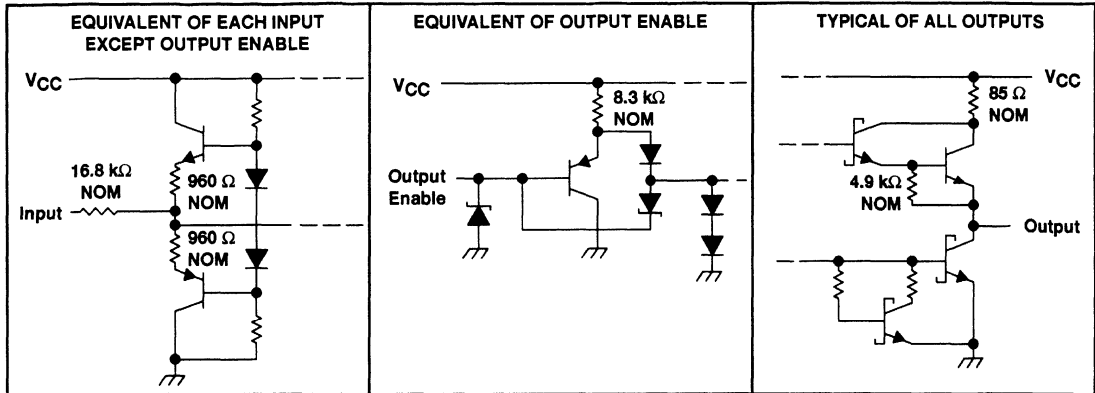 EQUIVALENT OF EACH INPUT
EXCEPT OUTPUT ENABLE
VCC
16.8 kΩ
NOM
960 Ω
NOM
Input
960 Ω
NOM
EQUIVALENT OF OUTPUT ENABLE
VCC
8.3 kΩ
NOM
Output
Enable
TYPICAL OF ALL OUTPUTS
VCC
85 Ω
NOM
4.9 kΩ
NOM
Output